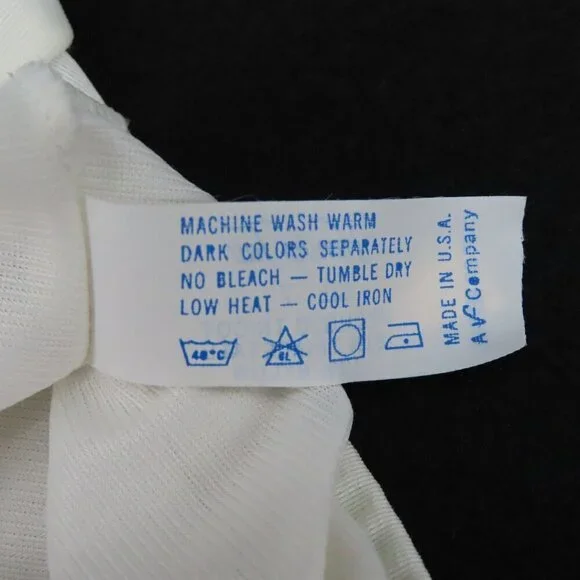 MACHINE WASH WARM
DARK COLORS SEPARATELY
NO BLEACH — TUMBLE DRY
LOW HEAT — COOL IRON
40°C
CL
MADE IN U.S.A.
A VF Company